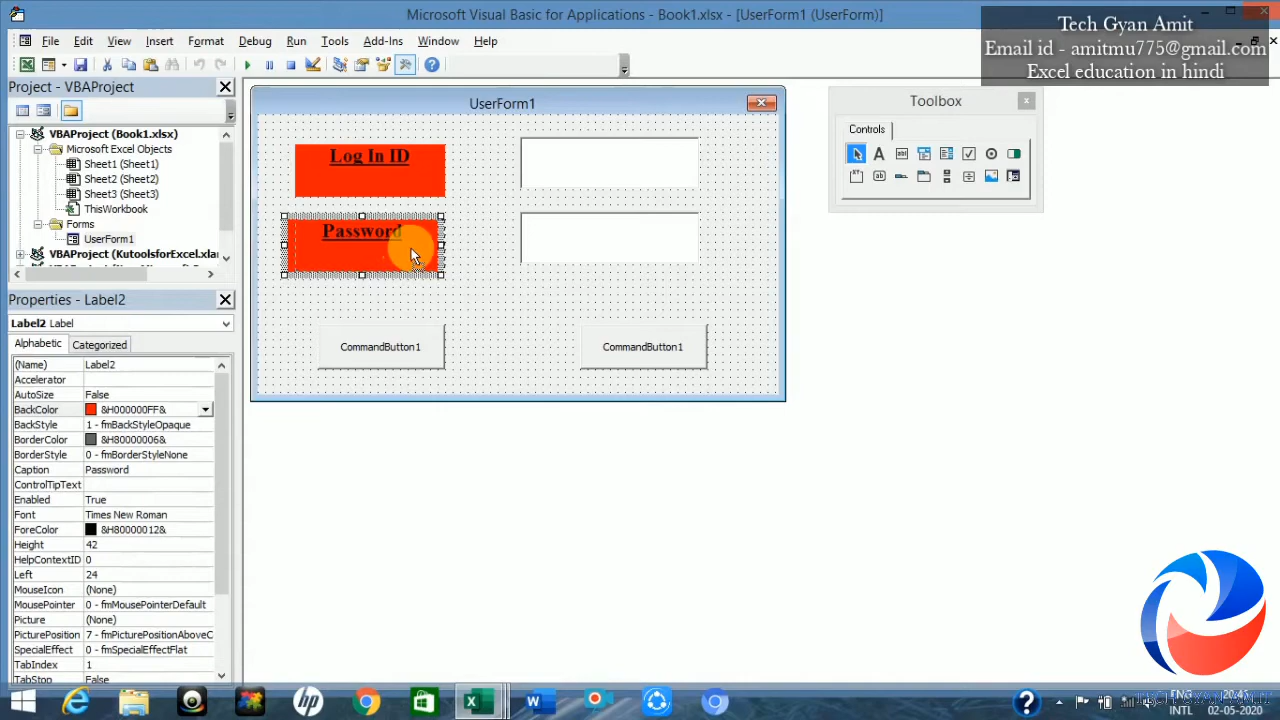 Microsoft Visual Basic for Applications - Book1.xlsx - [UserForm1 (UserForm)]
Tech Gyan Amit
Email id - amitmu775@gmail.com
Excel education in hindi
File Edit View Insert Format Debug Run Tools Add-Ins Window Help
Project - VBAProject
VBAProject (Book1.xlsx)
Microsoft Excel Objects
Sheet1 (Sheet1)
Sheet2 (Sheet2)
Sheet3 (Sheet3)
ThisWorkbook
Forms
UserForm1
VBAProject (KutoolsforExcel.xlar
UserForm1
Log In ID
Password
CommandButton1
CommandButton1
Toolbox
Controls
Properties - Label2
Label2 Label
Alphabetic Categorized
(Name) Label2
Accelerator
AutoSize False
BackColor &H000000FF&
BackStyle 1 - fmBackStyleOpaque
BorderColor &H80000006&
BorderStyle 0 - fmBorderStyleNone
Caption Password
ControlTipText
Enabled True
Font Times New Roman
ForeColor &H80000012&
Height 42
HelpContextID 0
Left 24
MouseIcon (None)
MousePointer 0 - fmMousePointerDefault
Picture (None)
PicturePosition 7 - fmPicturePositionAboveC
SpecialEffect 0 - fmSpecialEffectFlat
TabIndex 1
TabStop False
ENG 20:46
INTL 02-05-2020